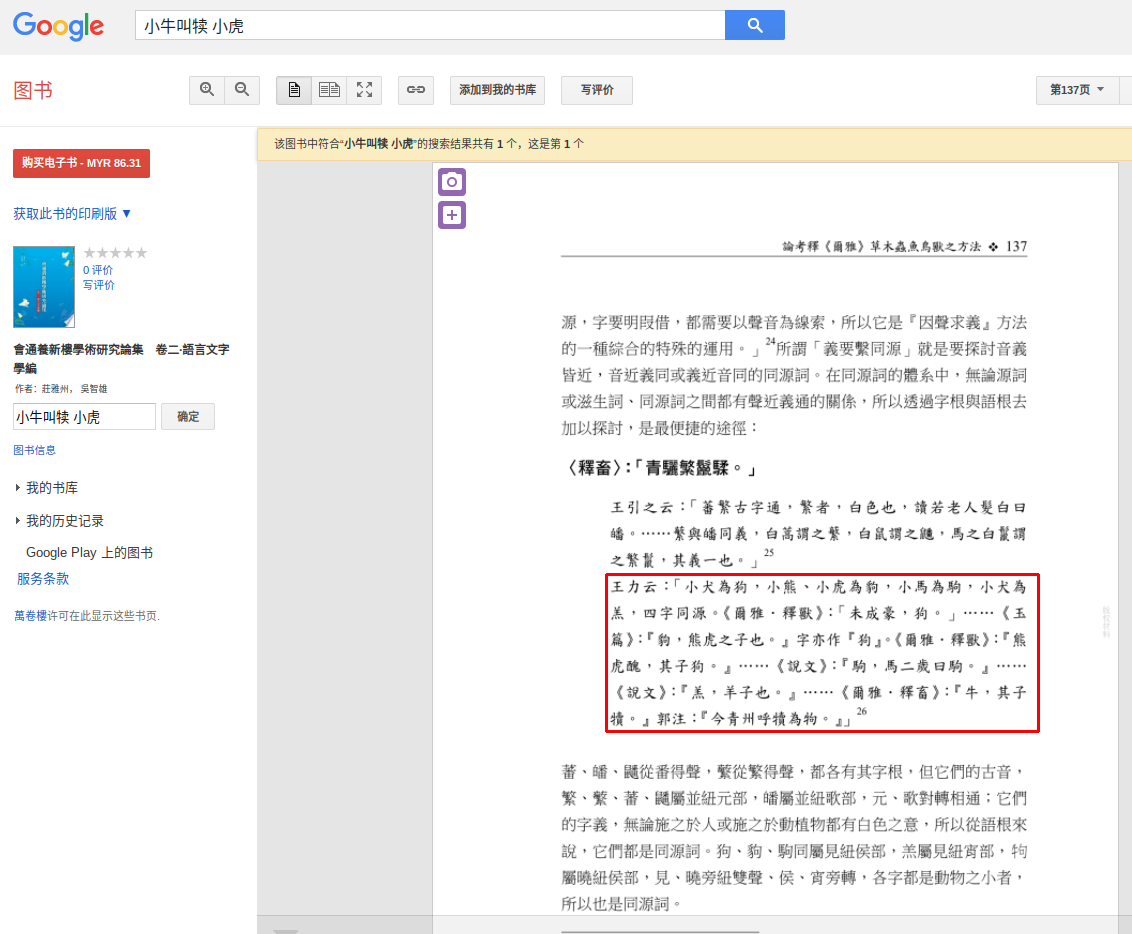 Google
小牛叫犊 小虎
图书
添加到我的书库
写评价
第137页
该图书中符合“小牛叫犊 小虎”的搜索结果共有 1 个，这是第 1 个
购买电子书 - MYR 86.31
获取此书的印刷版 ▼
0 评价
写评价
會通養新樓學術研究論集　卷二·語言文字
學編
作者：莊雅州， 吳智雄
小牛叫犊 小虎
确定
图书信息
我的书库
我的历史记录
Google Play 上的图书
服务条款
萬卷樓许可在此显示这些书页.
論考釋《爾雅》草木蟲魚鳥獸之方法 ❖ 137
源，字要明叚借，都需要以聲音為線索，所以它是『因聲求義』方法
的一種綜合的特殊的運用。」24所謂「義要繫同源」就是要探討音義
皆近，音近義同或義近音同的同源詞。在同源詞的體系中，無論源詞
或滋生詞、同源詞之間都有聲近義通的關係，所以透過字根與語根去
加以探討，是最便捷的途徑：
〈釋畜〉：「青驪繁鬣騥。」
王引之云：「蕃繁古字通，繁者，白色也，讀若老人髮白曰
皤。……蘩與皤同義，白蒿謂之蘩，白鼠謂之鼶，馬之白鬣謂
之繁鬣，其義一也。」25
王力云：「小犬為狗，小熊、小虎為豿，小馬為駒，小犬為
羔，四字同源。《爾雅．釋獸》：「未成豪，狗。」……《玉
篇》：『豿，熊虎之子也。』字亦作『狗』。《爾雅．釋獸》：『熊
虎醜，其子狗。』……《說文》：『駒，馬二歲曰駒。』……
《說文》：『羔，羊子也。』……《爾雅．釋畜》：『牛，其子
犢。』郭注：『今青州呼犢為㸸。』」26
蕃、皤、鼶從番得聲，蘩從繁得聲，都各有其字根，但它們的古音，
繁、蘩、蕃、鼶屬並紐元部，皤屬並紐歌部，元、歌對轉相通；它們
的字義，無論施之於人或施之於動植物都有白色之意，所以從語根來
說，它們都是同源詞。狗、豿、駒同屬見紐侯部，羔屬見紐宵部，㸸
屬曉紐侯部，見、曉旁紐雙聲、侯、宵旁轉，各字都是動物之小者，
所以也是同源詞。